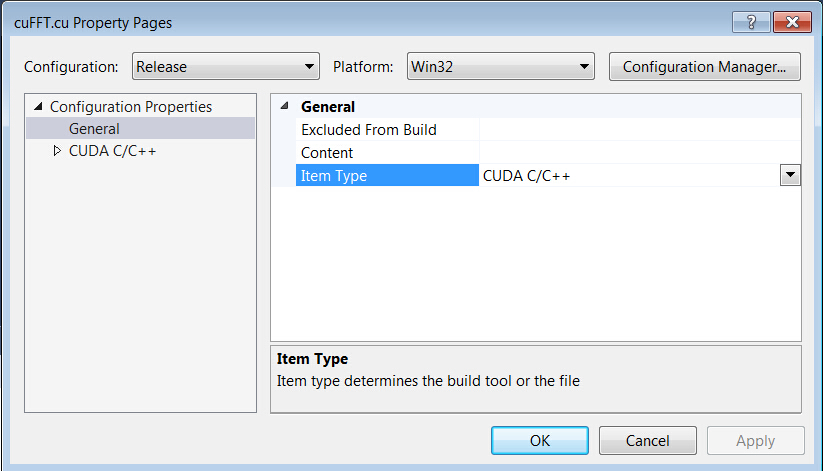 cuFFT.cu Property Pages
?
Configuration: Release Platform: Win32 Configuration Manager...
Configuration Properties
General
CUDA C/C++
General
Excluded From Build
Content
Item Type CUDA C/C++
Item Type
Item type determines the build tool or the file
OK Cancel Apply